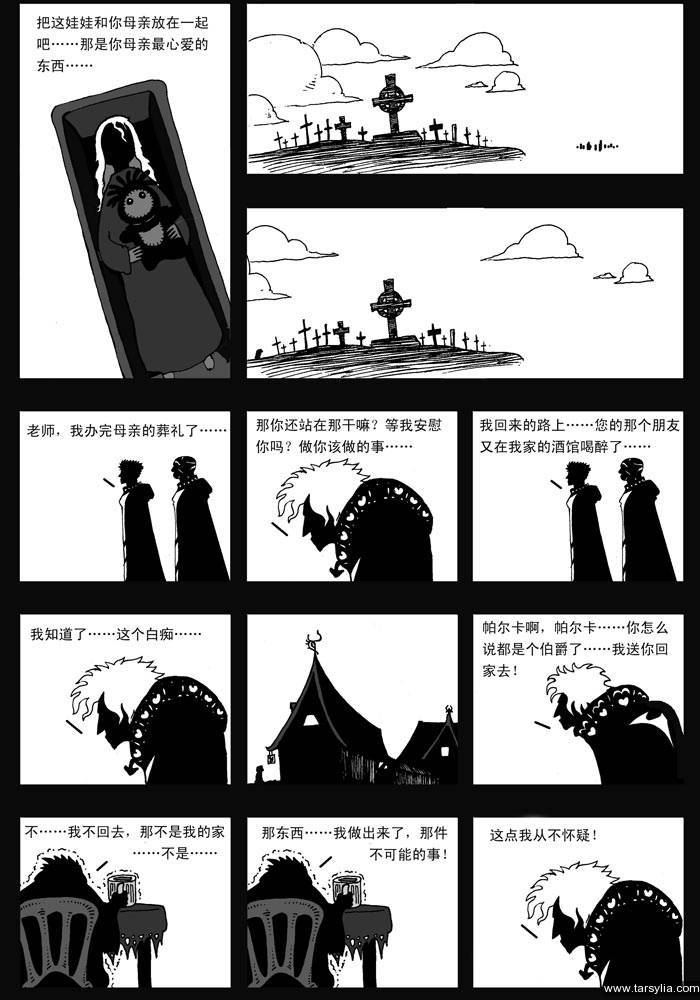 把这娃娃和你母亲放在一起
吧……那是你母亲最心爱的
东西……
老师，我办完母亲的葬礼了……
那你还站在那干嘛？等我安慰
你吗？做你该做的事……
我回来的路上……您的那个朋友
又在我家的酒馆喝醉了……
我知道了……这个白痴……
帕尔卡啊，帕尔卡……你怎么
说都是个伯爵了……我送你回
家去！
不……我不回去，那不是我的家
……不是……
那东西……我做出来了，那件
不可能的事！
这点我从不怀疑！
www.tarsylia.com